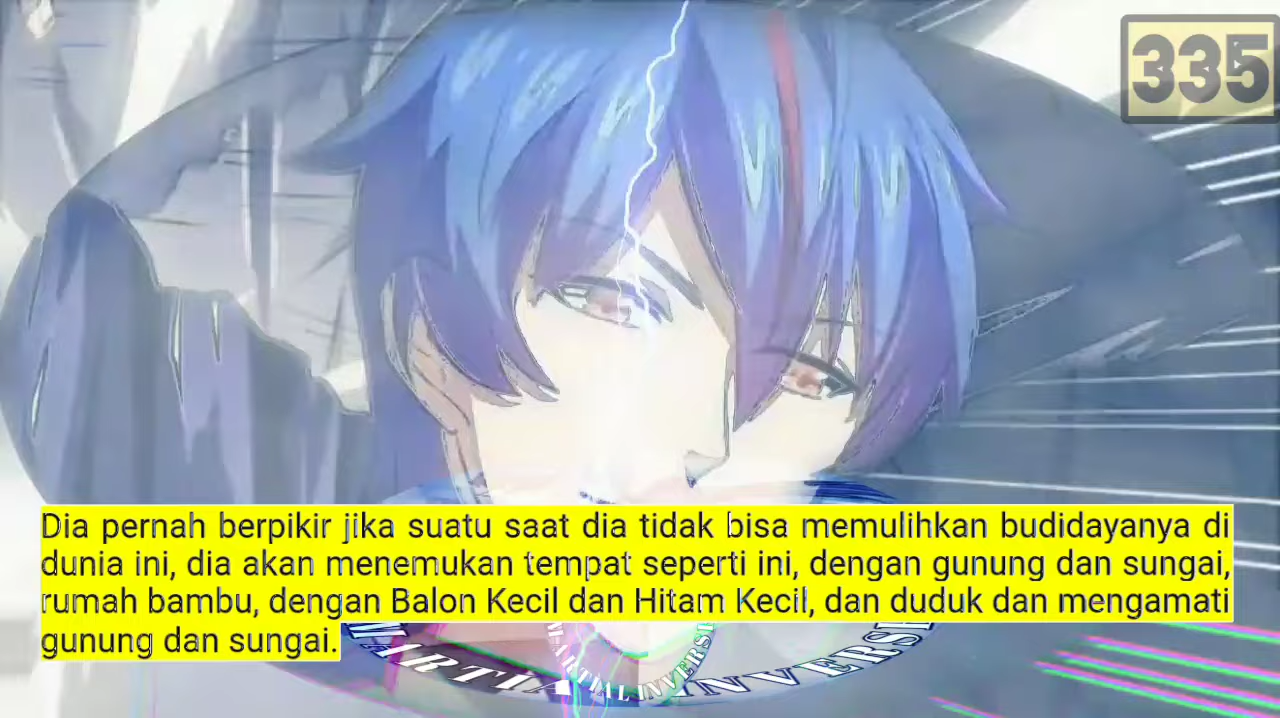 335
Dia pernah berpikir jika suatu saat dia tidak bisa memulihkan budidayanya di
dunia ini, dia akan menemukan tempat seperti ini, dengan gunung dan sungai,
rumah bambu, dengan Balon Kecil dan Hitam Kecil, dan duduk dan mengamati
gunung dan sungai.